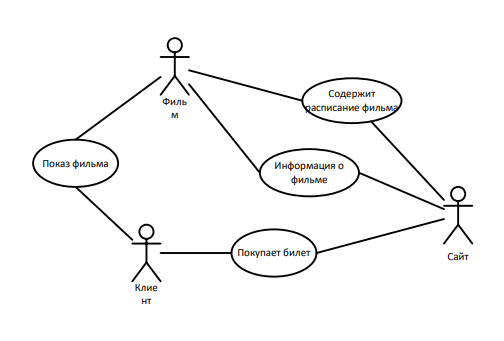 Филь
м
Содержит
расписание фильма
Показ фильма
Информация о
фильме
Клие
нт
Покупает билет
Сайт